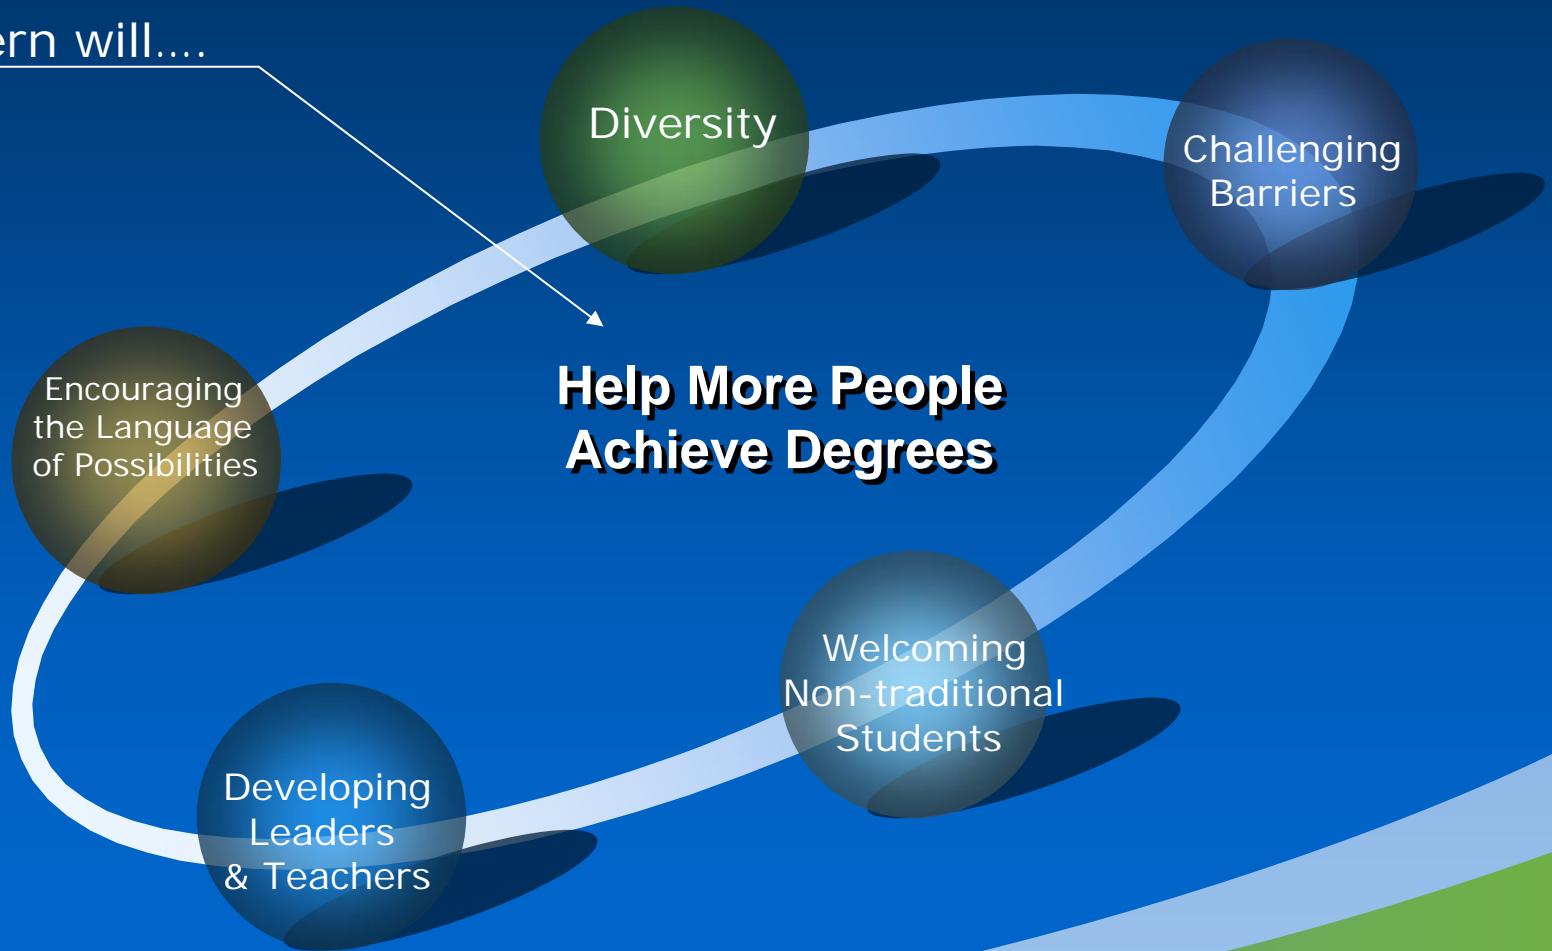 ern will....
Diversity
Challenging
Barriers
Help More People
Achieve Degrees
Encouraging
the Language
of Possibilities
Welcoming
Non-traditional
Students
Developing
Leaders
& Teachers